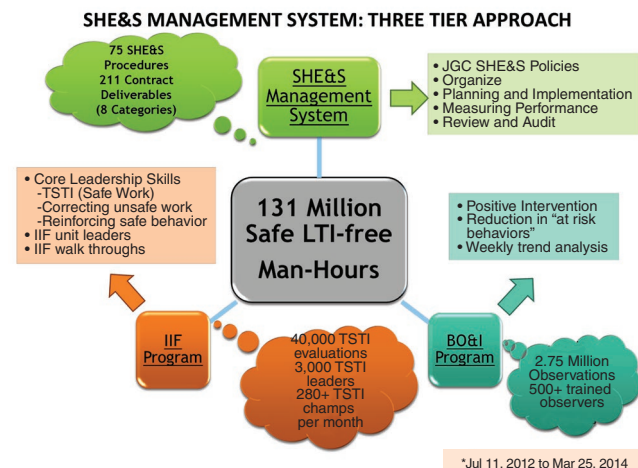 SHE&S MANAGEMENT SYSTEM: THREE TIER APPROACH
75 SHE&S
Procedures
211 Contract
Deliverables
(8 Categories)
SHE&S
Management
System
• JGC SHE&S Policies
• Organize
• Planning and Implementation
• Measuring Performance
• Review and Audit
• Core Leadership Skills
-TSTI (Safe Work)
-Correcting unsafe work
-Reinforcing safe behavior
• IIF unit leaders
• IIF walk throughs
131 Million
Safe LTI-free
Man-Hours
• Positive Intervention
• Reduction in “at risk
behaviors”
• Weekly trend analysis
IIF
Program
40,000 TSTI
evaluations
3,000 TSTI
leaders
280+ TSTI
champs
per month
BO&I
Program
2.75 Million
Observations
500+ trained
observers
*Jul 11, 2012 to Mar 25, 2014